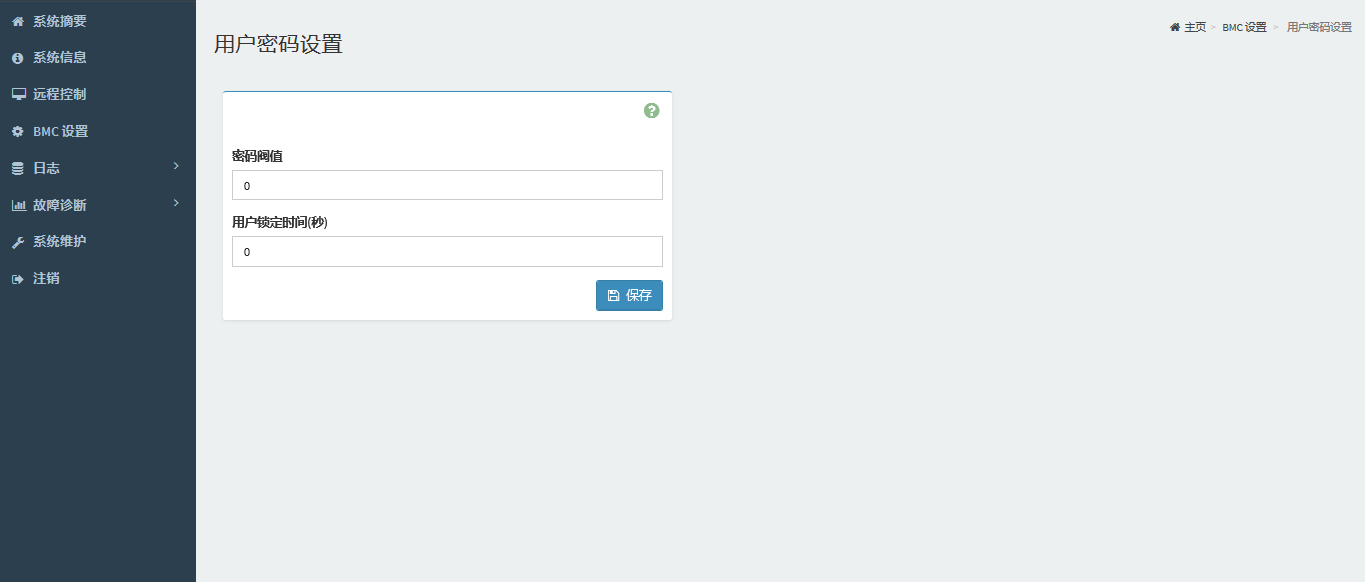 系统摘要
系统信息
远程控制
BMC 设置
日志
故障诊断
系统维护
注销
用户密码设置
主页 > BMC 设置 > 用户密码设置
密码阀值
0
用户锁定时间(秒)
0
保存